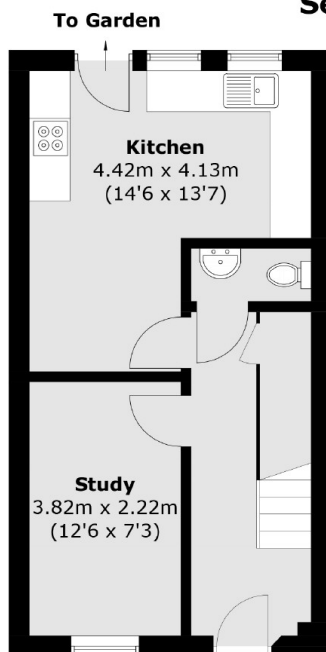 To Garden
Se
Kitchen
4.42m x 4.13m
(14'6 x 13'7)
Study
3.82m x 2.22m
(12'6 x 7'3)